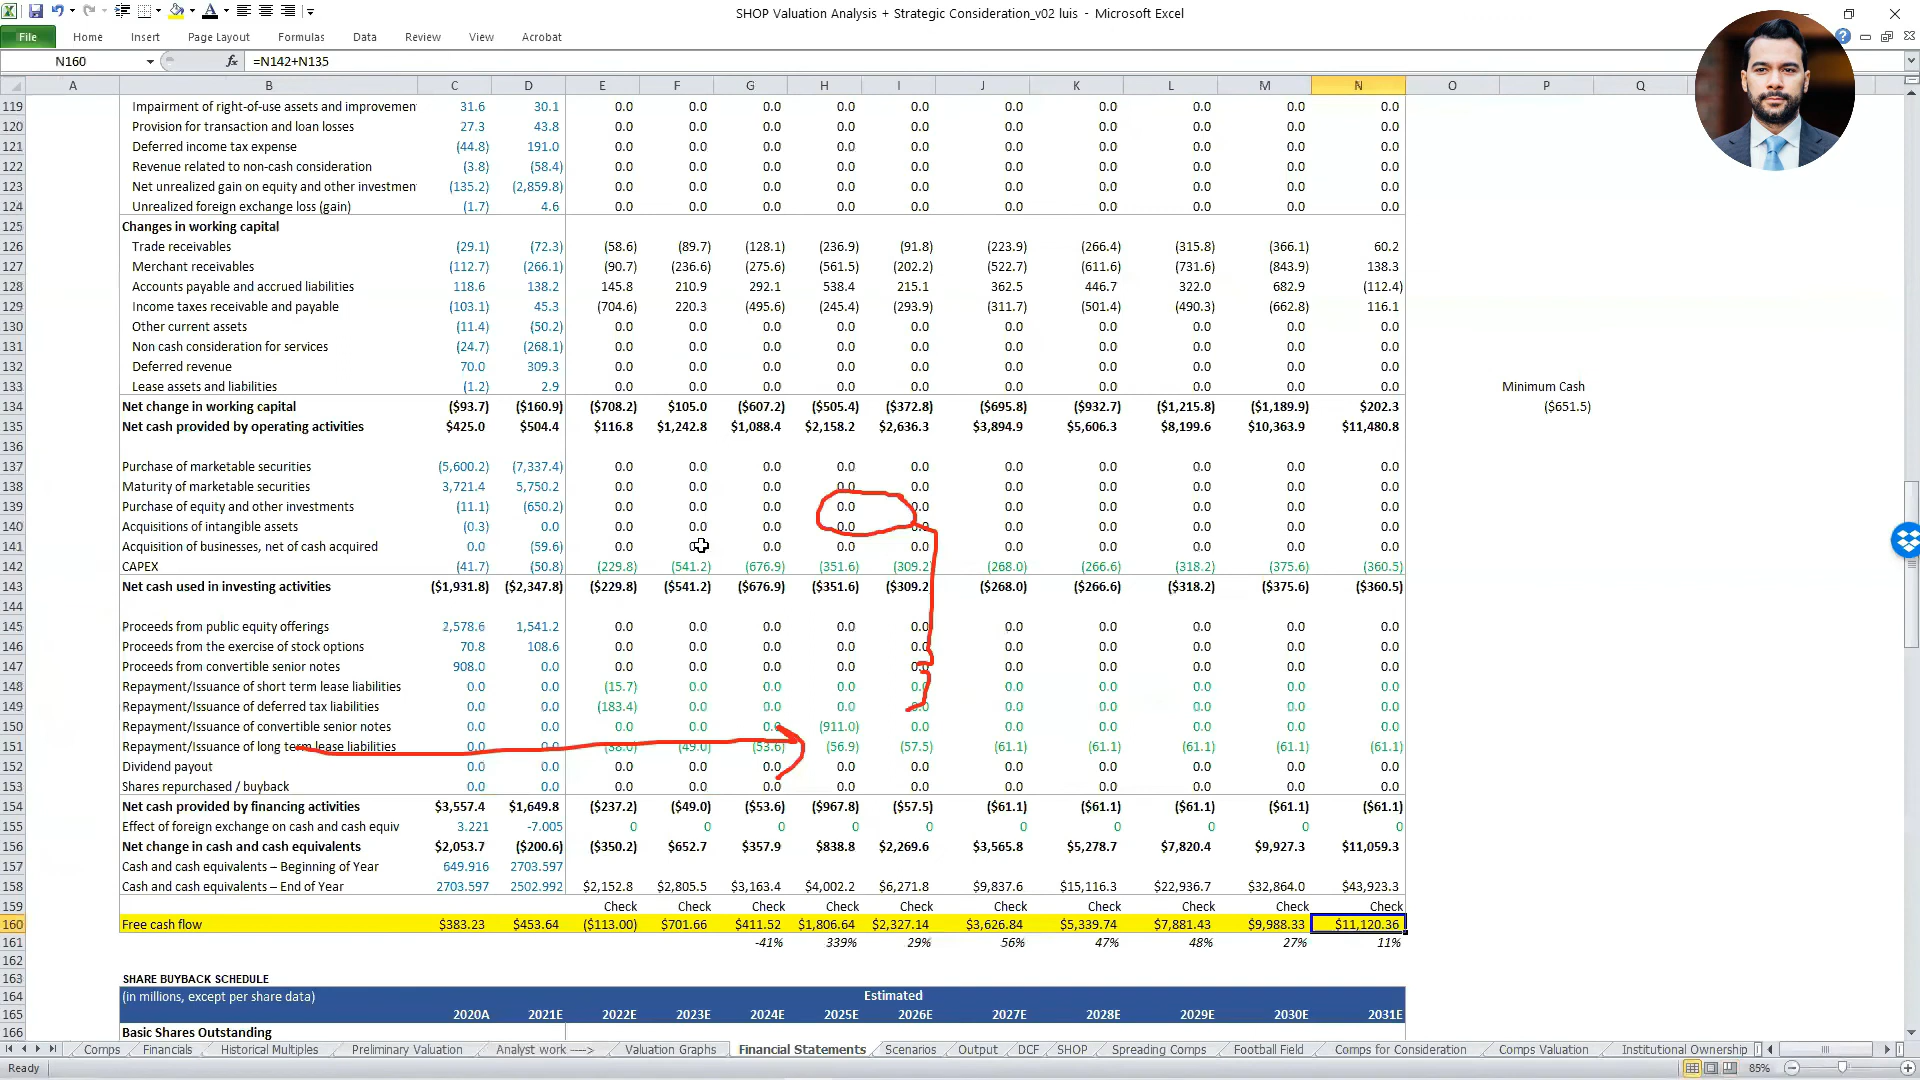 SHOP Valuation Analysis + Strategic Consideration_v02 luis - Microsoft Excel
File Home Insert Page Layout Formulas Data Review View Acrobat
N160 fx =N142+N135
A B C D E F G H I J K L M N O P Q
119 Impairment of right-of-use assets and improvemen 31.6 30.1 0.0 0.0 0.0 0.0 0.0 0.0 0.0 0.0 0.0 0.0
120 Provision for transaction and loan losses 27.3 43.8 0.0 0.0 0.0 0.0 0.0 0.0 0.0 0.0 0.0 0.0
121 Deferred income tax expense (44.8) 191.0 0.0 0.0 0.0 0.0 0.0 0.0 0.0 0.0 0.0 0.0
122 Revenue related to non-cash consideration (3.8) (58.4) 0.0 0.0 0.0 0.0 0.0 0.0 0.0 0.0 0.0 0.0
123 Net unrealized gain on equity and other investmen (135.2) (2,859.8) 0.0 0.0 0.0 0.0 0.0 0.0 0.0 0.0 0.0 0.0
124 Unrealized foreign exchange loss (gain) (1.7) 4.6 0.0 0.0 0.0 0.0 0.0 0.0 0.0 0.0 0.0 0.0
125 Changes in working capital
126 Trade receivables (29.1) (72.3) (58.6) (89.7) (128.1) (236.9) (91.8) (223.9) (266.4) (315.8) (366.1) 60.2
127 Merchant receivables (112.7) (266.1) (90.7) (236.6) (275.6) (561.5) (202.2) (522.7) (611.6) (731.6) (843.9) 138.3
128 Accounts payable and accrued liabilities 118.6 138.2 145.8 210.9 292.1 538.4 215.1 362.5 446.7 322.0 682.9 (112.4)
129 Income taxes receivable and payable (103.1) 45.3 (704.6) 220.3 (495.6) (245.4) (293.9) (311.7) (501.4) (490.3) (662.8) 116.1
130 Other current assets (11.4) (50.2) 0.0 0.0 0.0 0.0 0.0 0.0 0.0 0.0 0.0 0.0
131 Non cash consideration for services (24.7) (268.1) 0.0 0.0 0.0 0.0 0.0 0.0 0.0 0.0 0.0 0.0
132 Deferred revenue 70.0 309.3 0.0 0.0 0.0 0.0 0.0 0.0 0.0 0.0 0.0 0.0
133 Lease assets and liabilities (1.2) 2.9 0.0 0.0 0.0 0.0 0.0 0.0 0.0 0.0 0.0 0.0 Minimum Cash
134 Net change in working capital ($93.7) ($160.9) ($708.2) $105.0 ($607.2) ($505.4) ($372.8) ($695.8) ($932.7) ($1,215.8) ($1,189.9) $202.3 ($651.5)
135 Net cash provided by operating activities $425.0 $504.4 $116.8 $1,242.8 $1,088.4 $2,158.2 $2,636.3 $3,894.9 $5,606.3 $8,199.6 $10,363.9 $11,480.8
136
137 Purchase of marketable securities (5,600.2) (7,337.4) 0.0 0.0 0.0 0.0 0.0 0.0 0.0 0.0 0.0 0.0
138 Maturity of marketable securities 3,721.4 5,750.2 0.0 0.0 0.0 0.0 0.0 0.0 0.0 0.0 0.0 0.0
139 Purchase of equity and other investments (11.1) (650.2) 0.0 0.0 0.0 0.0 0.0 0.0 0.0 0.0 0.0 0.0
140 Acquisitions of intangible assets (0.3) 0.0 0.0 0.0 0.0 0.0 0.0 0.0 0.0 0.0 0.0 0.0
141 Acquisition of businesses, net of cash acquired 0.0 (59.6) 0.0 0.0 0.0 0.0 0.0 0.0 0.0 0.0 0.0
142 CAPEX (41.7) (50.8) (229.8) (541.2) (676.9) (351.6) (309.2) (268.0) (266.6) (318.2) (375.6) (360.5)
143 Net cash used in investing activities ($1,931.8) ($2,347.8) ($229.8) ($541.2) ($676.9) ($351.6) ($309.2 ($268.0) ($266.6) ($318.2) ($375.6) ($360.5)
144
145 Proceeds from public equity offerings 2,578.6 1,541.2 0.0 0.0 0.0 0.0 0.0 0.0 0.0 0.0 0.0 0.0
146 Proceeds from the exercise of stock options 70.8 108.6 0.0 0.0 0.0 0.0 0.0 0.0 0.0 0.0 0.0 0.0
147 Proceeds from convertible senior notes 908.0 0.0 0.0 0.0 0.0 0.0 0.0 0.0 0.0 0.0 0.0 0.0
148 Repayment/Issuance of short term lease liabilities 0.0 0.0 (15.7) 0.0 0.0 0.0 0.0 0.0 0.0 0.0 0.0 0.0
149 Repayment/Issuance of deferred tax liabilities 0.0 0.0 (183.4) 0.0 0.0 0.0 0.0 0.0 0.0 0.0 0.0 0.0
150 Repayment/Issuance of convertible senior notes 0.0 0.0 0.0 0.0 0.0 (911.0) 0.0 0.0 0.0 0.0 0.0 0.0
151 Repayment/Issuance of long term lease liabilities 0.0 0.0 (49.0) (53.6) (56.9) (57.5) (61.1) (61.1) (61.1) (61.1) (61.1)
152 Dividend payout 0.0 0.0 0.0 0.0 0.0 0.0 0.0 0.0 0.0 0.0 0.0 0.0
153 Shares repurchased / buyback 0.0 0.0 0.0 0.0 0.0 0.0 0.0 0.0 0.0 0.0 0.0 0.0
154 Net cash provided by financing activities $3,557.4 $1,649.8 ($237.2) ($49.0) ($53.6) ($967.8) ($57.5) ($61.1) ($61.1) ($61.1) ($61.1) ($61.1)
155 Effect of foreign exchange on cash and cash equiv 3.221 -7.005 0 0 0 0 0 0 0 0 0 0
156 Net change in cash and cash equivalents $2,053.7 ($200.6) ($350.2) $652.7 $357.9 $838.8 $2,269.6 $3,565.8 $5,278.7 $7,820.4 $9,927.3 $11,059.3
157 Cash and cash equivalents – Beginning of Year 649.916 2703.597
158 Cash and cash equivalents – End of Year 2703.597 2502.992 $2,152.8 $2,805.5 $3,163.4 $4,002.2 $6,271.8 $9,837.6 $15,116.3 $22,936.7 $32,864.0 $43,923.3
159 Check Check Check Check Check Check Check Check Check Check
160 Free cash flow $383.23 $453.64 ($113.00) $701.66 $411.52 $1,806.64 $2,327.14 $3,626.84 $5,339.74 $7,881.43 $9,988.33 $11,120.36
161 -41% 339% 29% 56% 47% 48% 27% 11%
162
163 SHARE BUYBACK SCHEDULE
164 (in millions, except per share data) Estimated
165 2020A 2021E 2022E 2023E 2024E 2025E 2026E 2027E 2028E 2029E 2030E 2031E
166 Basic Shares Outstanding
Comps Financials Historical Multiples Preliminary Valuation Analyst work ----> Valuation Graphs Financial Statements Scenarios Output DCF SHOP Spreading Comps Football Field Comps for Consideration Comps Valuation Institutional Ownership
Ready 85%